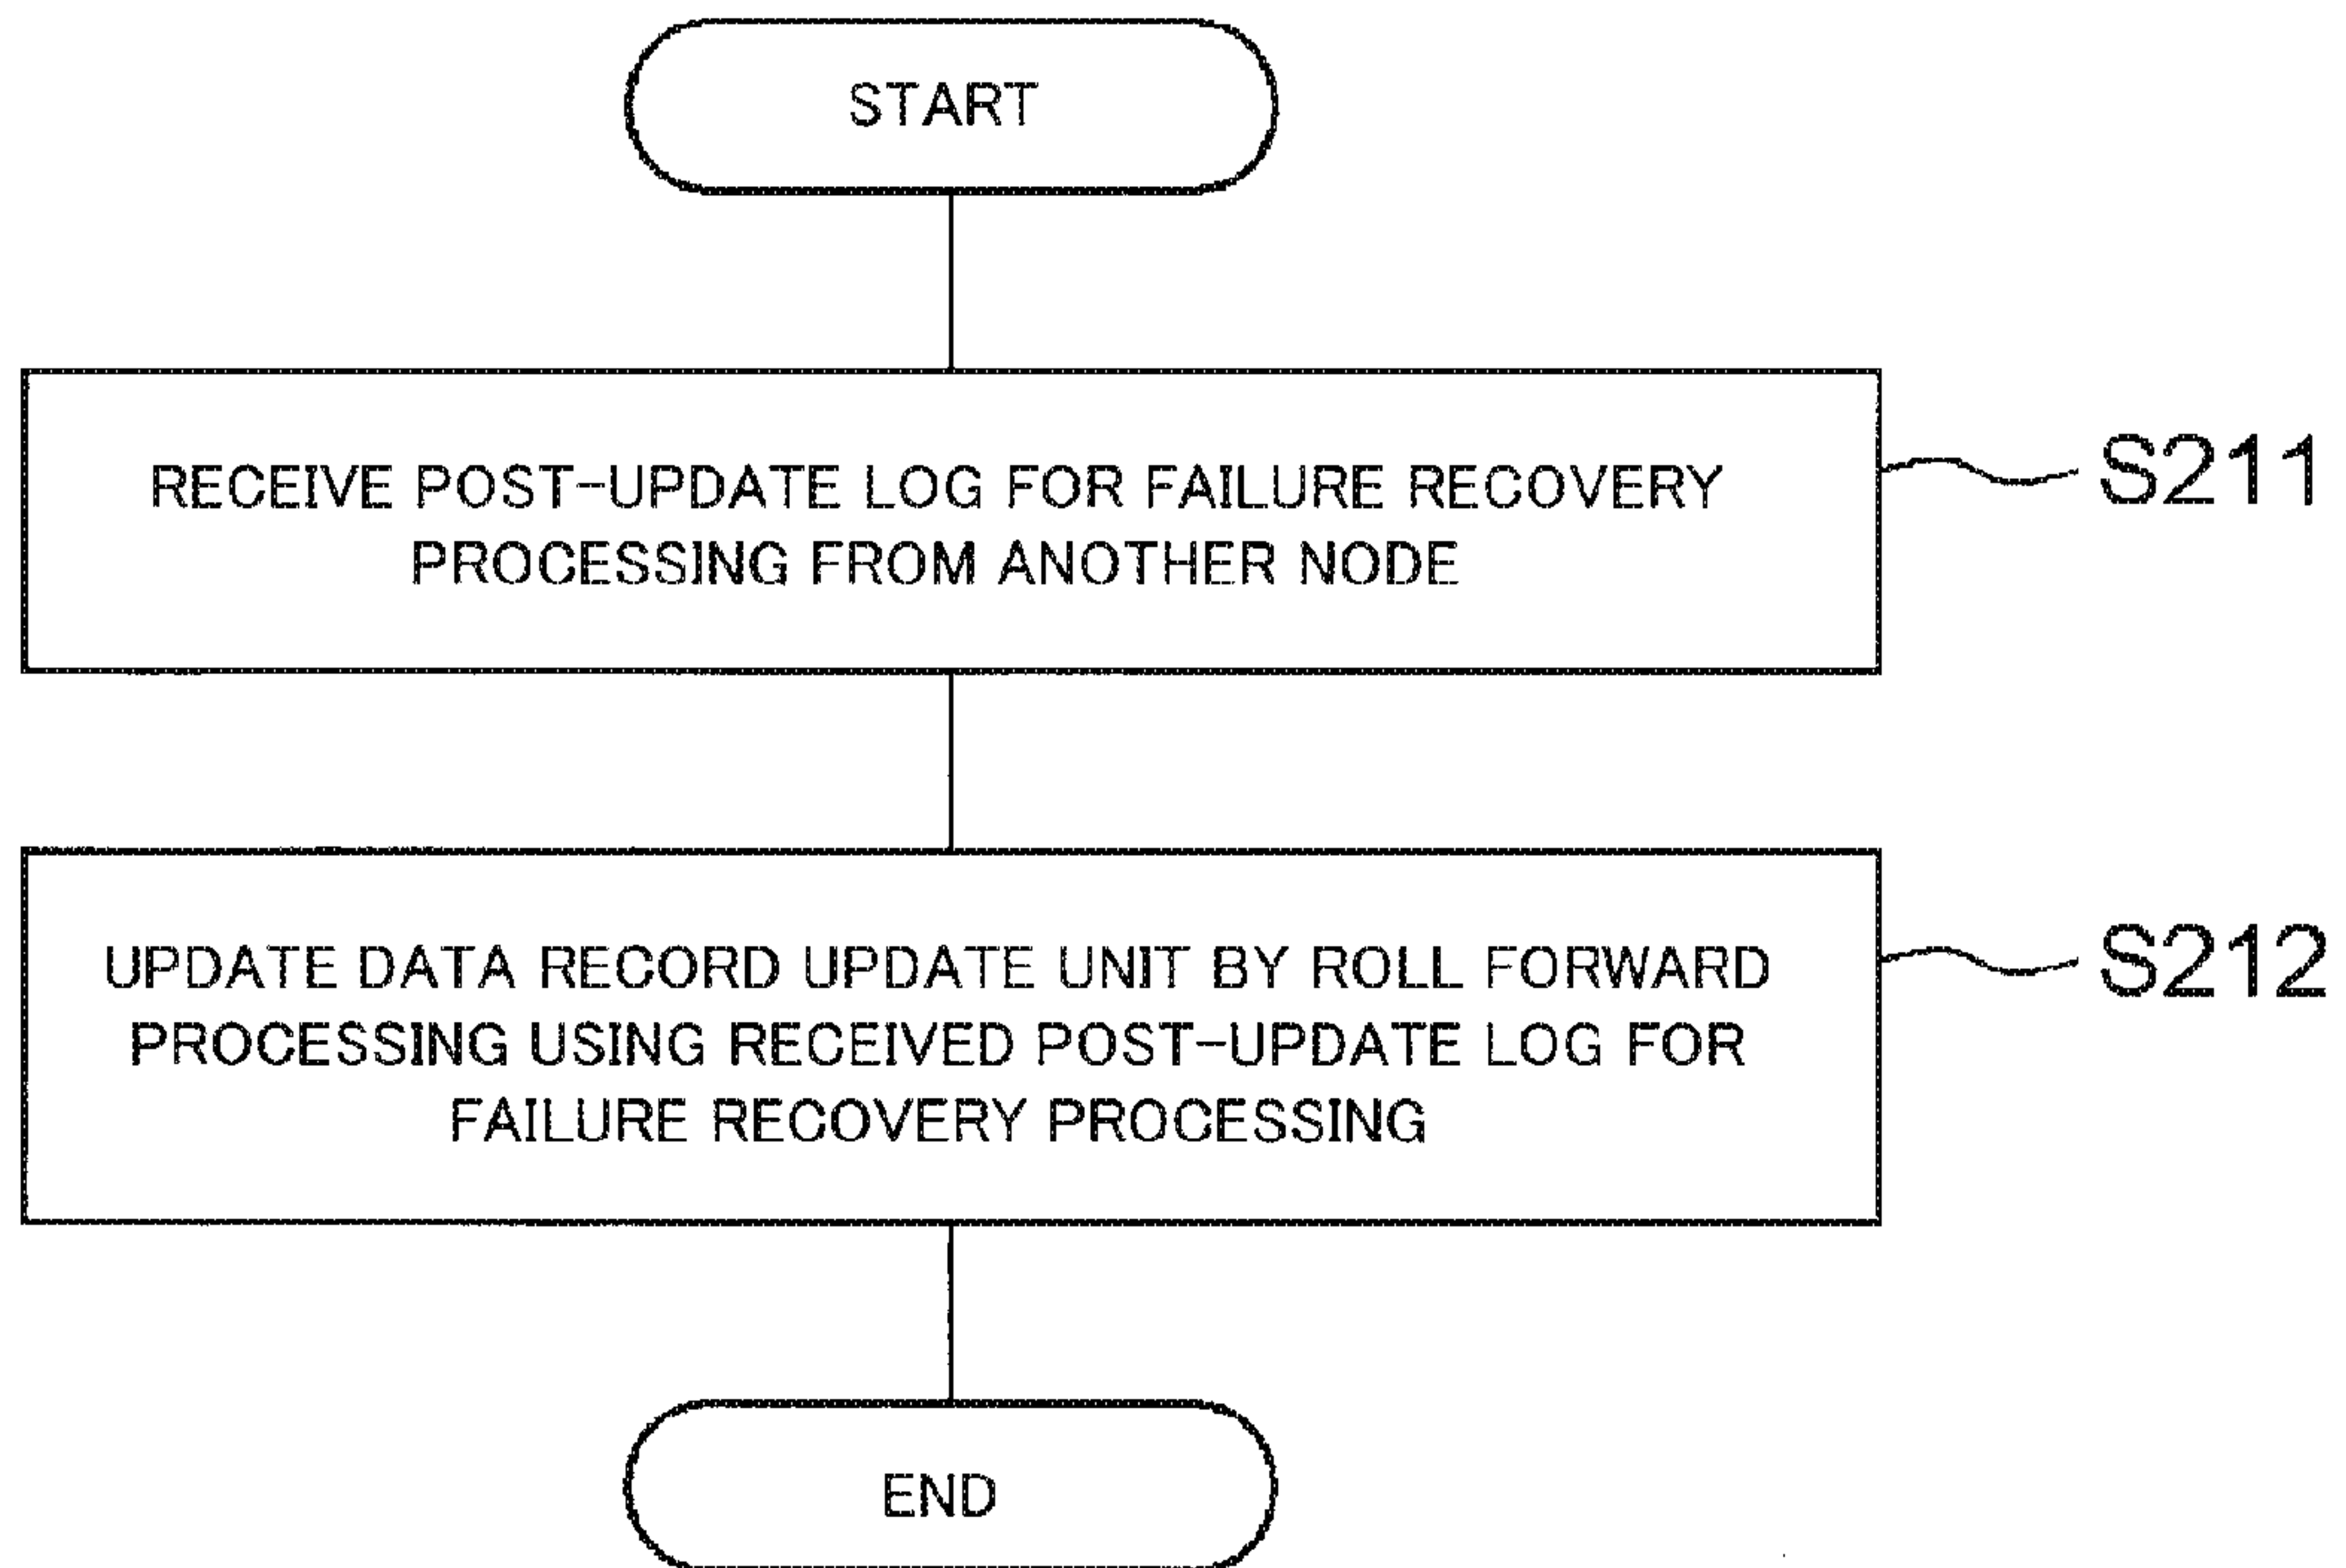 START
RECEIVE POST-UPDATE LOG FOR FAILURE RECOVERY
PROCESSING FROM ANOTHER NODE
S211
UPDATE DATA RECORD UPDATE UNIT BY ROLL FORWARD
PROCESSING USING RECEIVED POST-UPDATE LOG FOR
FAILURE RECOVERY PROCESSING
S212
END